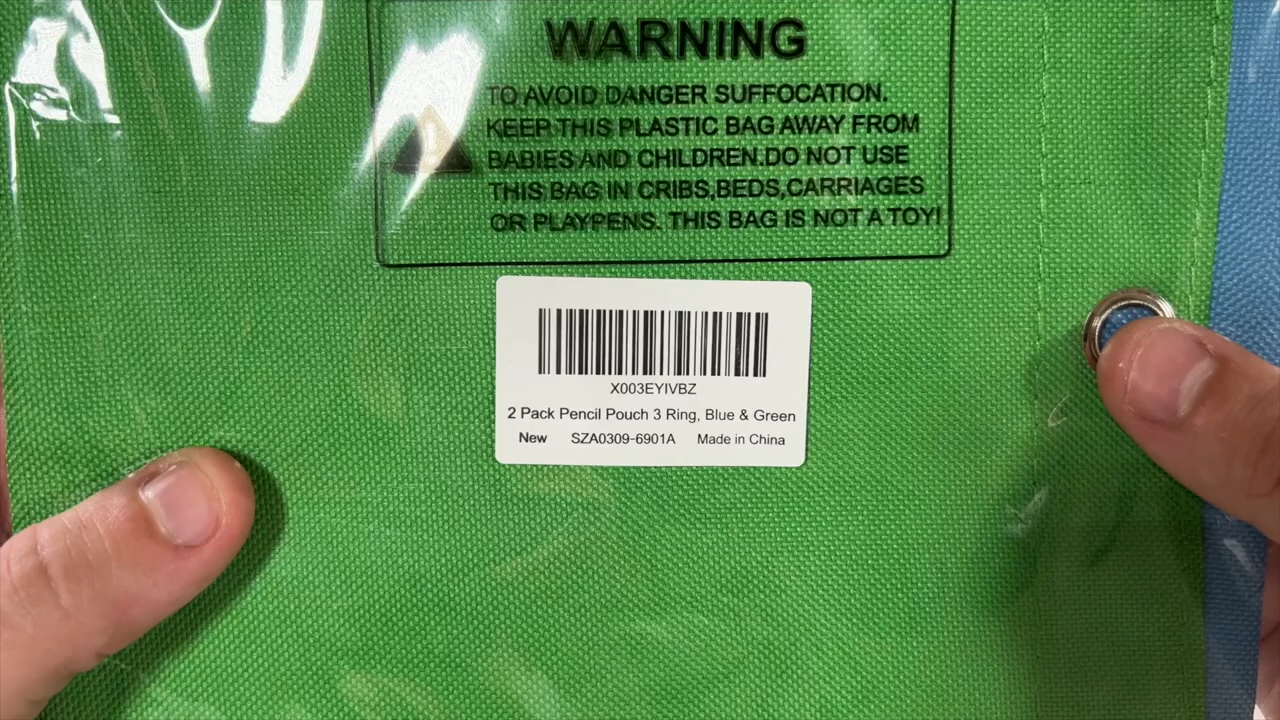 WARNING
TO AVOID DANGER SUFFOCATION.
KEEP THIS PLASTIC BAG AWAY FROM
BABIES AND CHILDREN.DO NOT USE
THIS BAG IN CRIBS,BEDS,CARRIAGES
OR PLAYPENS. THIS BAG IS NOT A TOY!
X003EYIVBZ
2 Pack Pencil Pouch 3 Ring, Blue & Green
New SZA0309-6901A Made in China